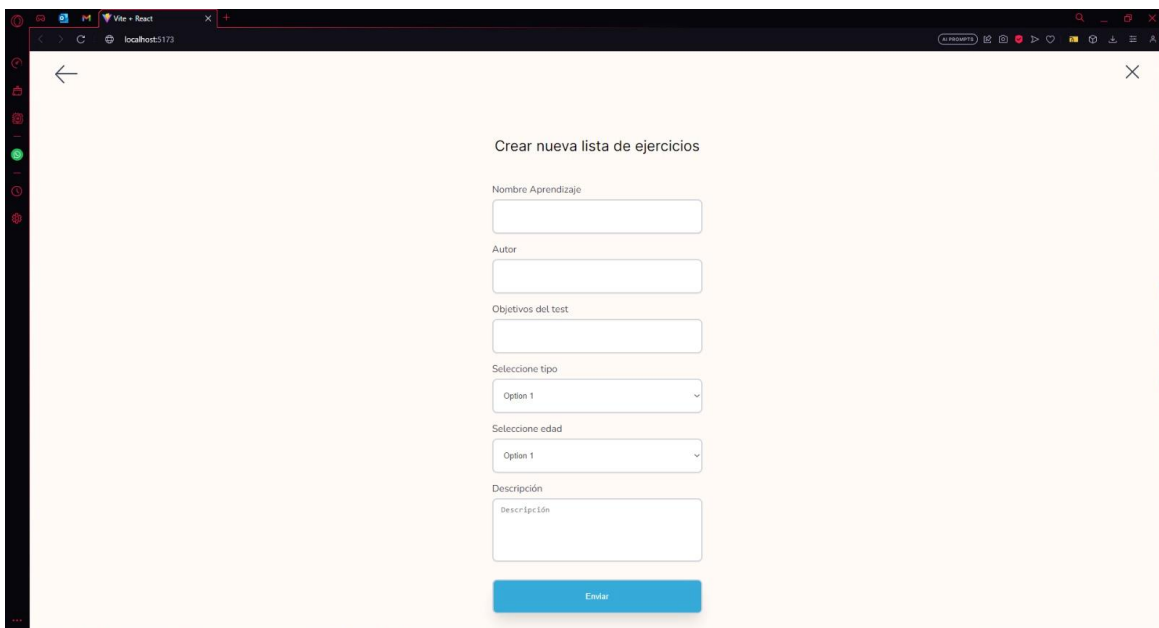 Vite + React
localhost:5173
AI PROMPTS
Crear nueva lista de ejercicios
Nombre Aprendizaje
Autor
Objetivos del test
Seleccione tipo
Option 1
Seleccione edad
Option 1
Descripción
Descripción
Enviar